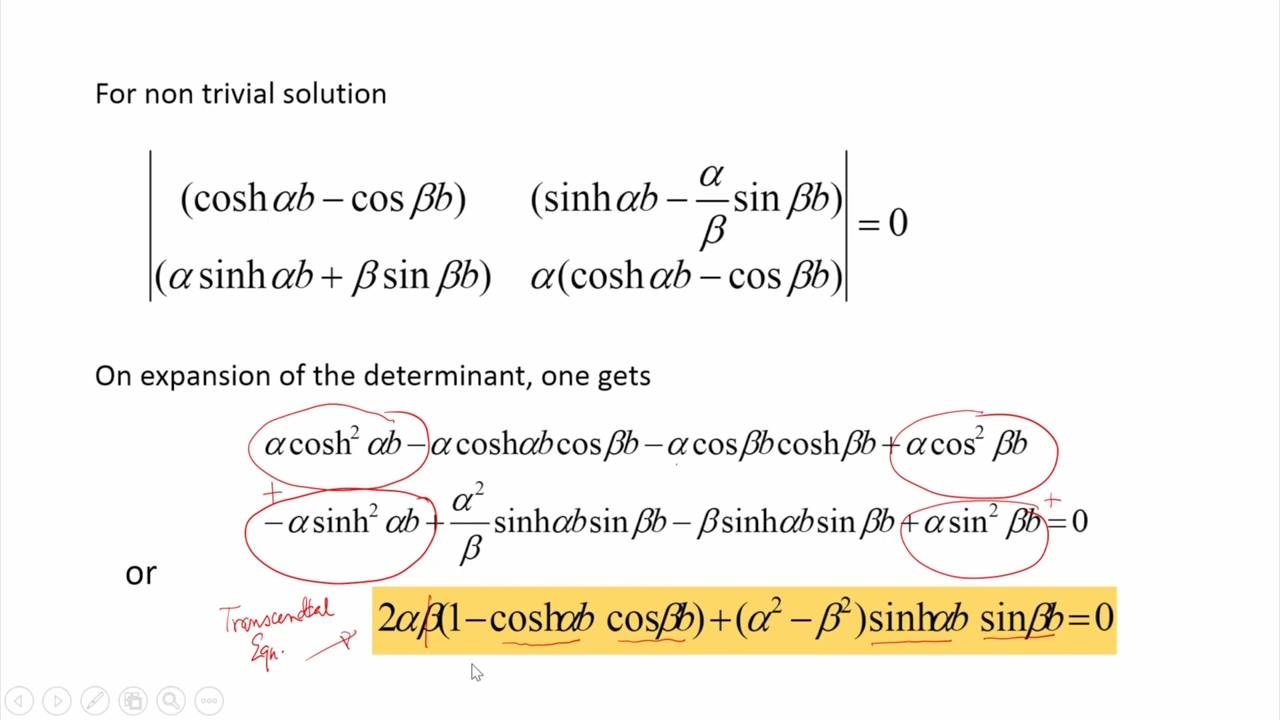 For non trivial solution
| (cosh αb − cos βb) (sinh αb − α/β sin βb) |
| (α sinh αb + β sin βb) α(cosh αb − cos βb) | = 0
On expansion of the determinant, one gets
α cosh² αb − α cosh αb cos βb − α cos βb cosh βb + α cos² βb
+ +
− α sinh² αb + α²/β sinh αb sin βb − β sinh αb sin βb + α sin² βb = 0
or
Transcendtal
Eqn.
2αβ(1 − cosh αb cos βb) + (α² − β²) sinh αb sin βb = 0